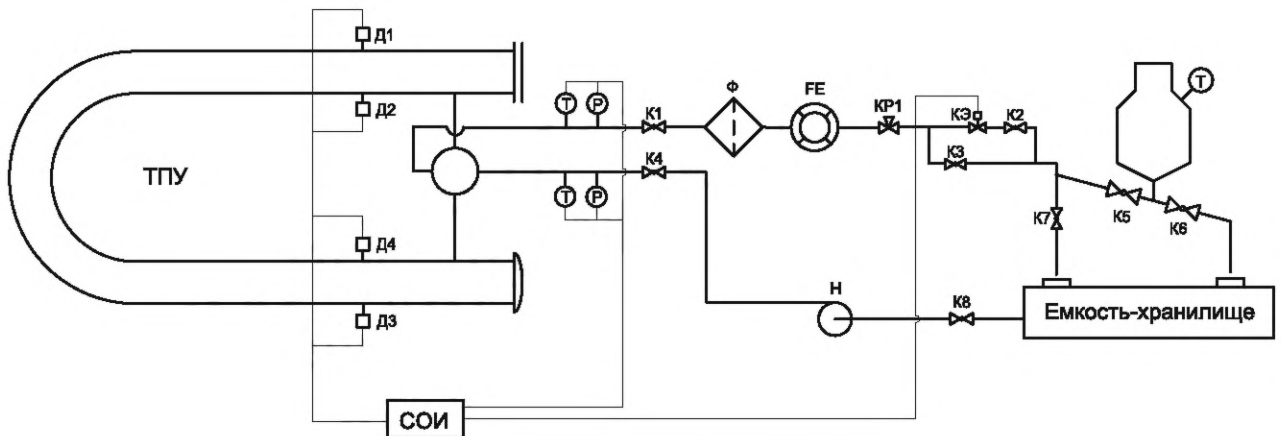 Д1
Д2
ТПУ
Д4
Д3
СОИ
Т Р
К1
Ф
FE
КР1
КЭ К2
К3
К4
Т Р
Т
К5
К6
К7
Н
К8
Емкость-хранилище